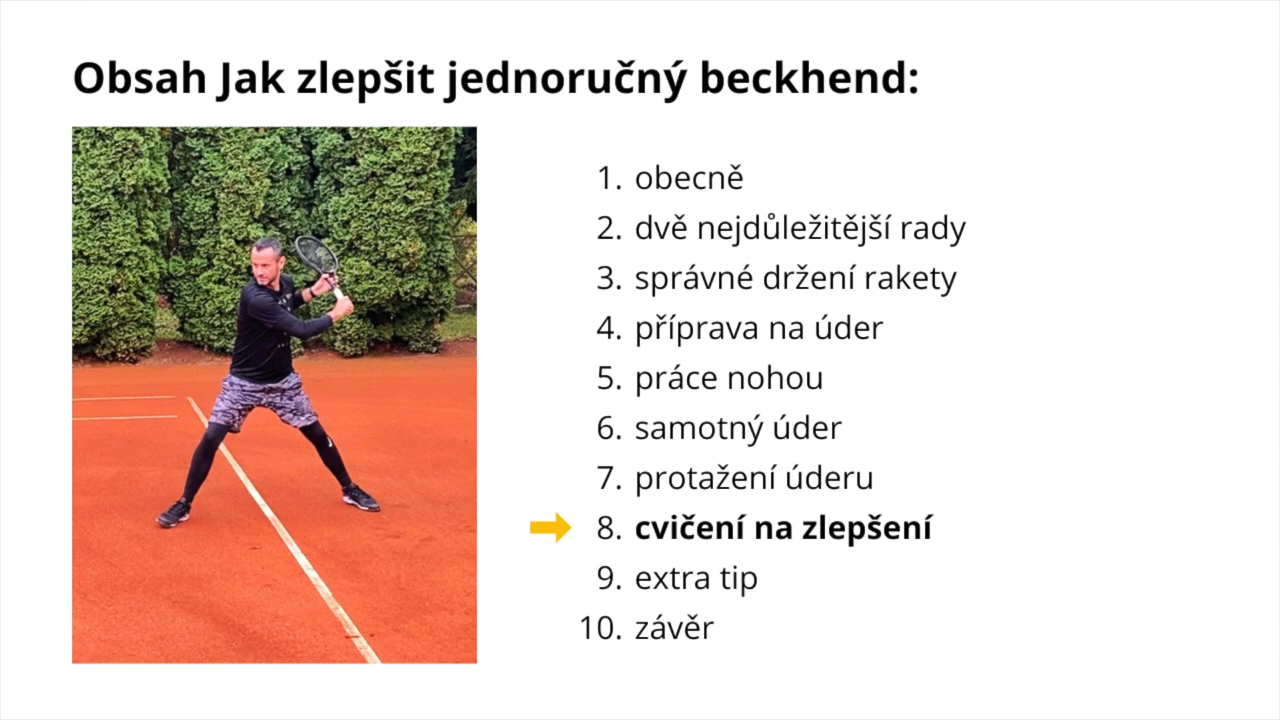 Obsah Jak zlepšit jednoručný beckhend:
1. obecně
2. dvě nejdůležitější rady
3. správné držení rakety
4. příprava na úder
5. práce nohou
6. samotný úder
7. protažení úderu
8. cvičení na zlepšení
9. extra tip
10. závěr